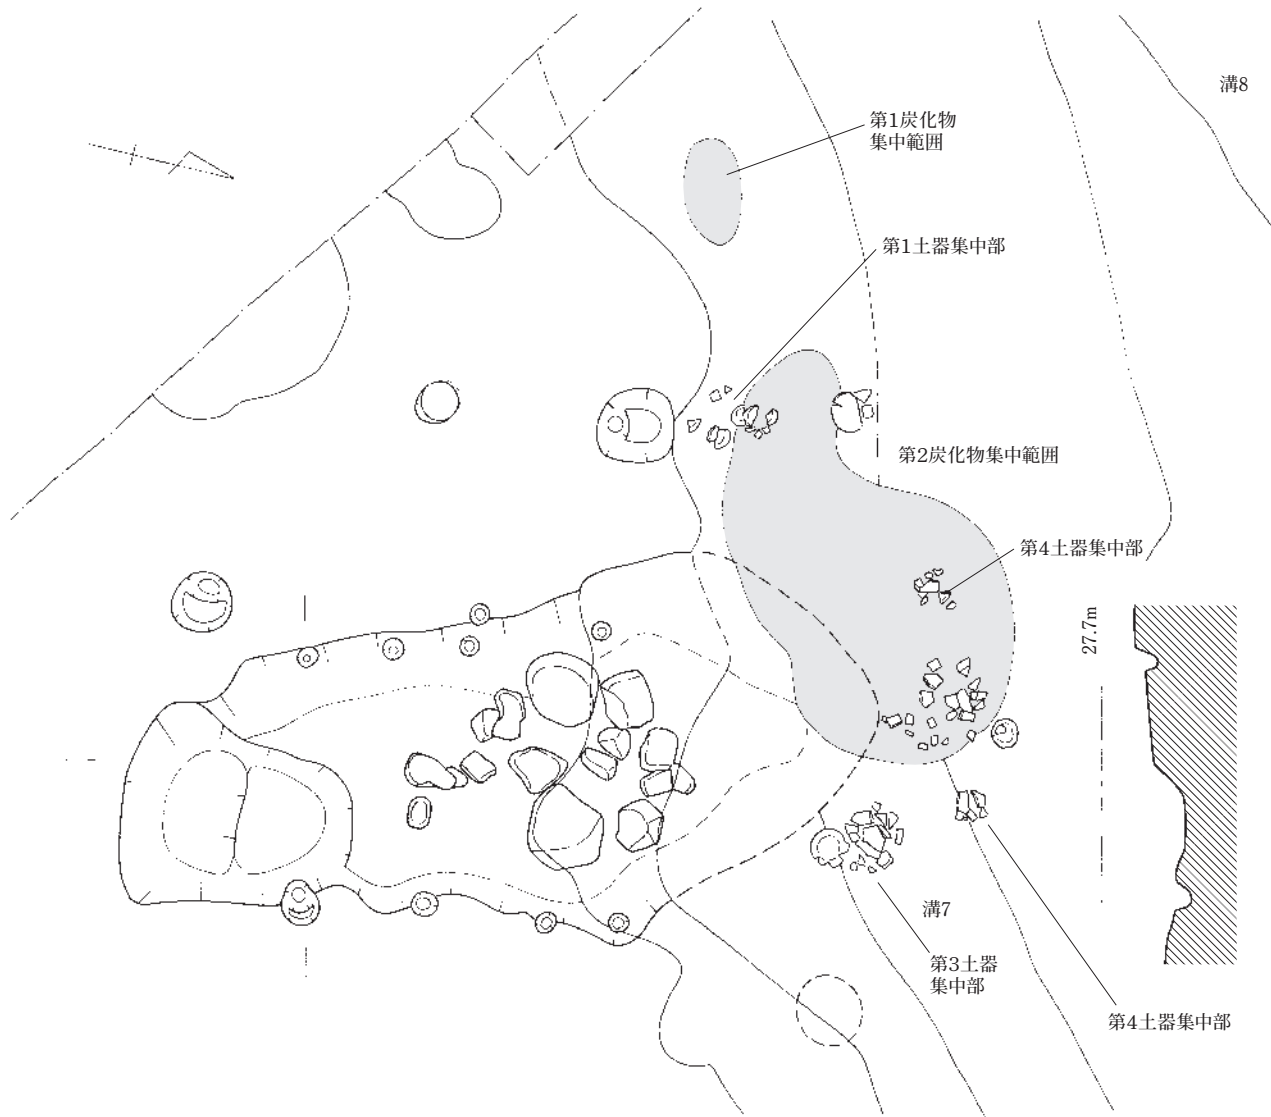 溝8
第1炭化物
集中範囲
第1土器集中部
第2炭化物集中範囲
第4土器集中部
27.7m
溝7
第3土器
集中部
第4土器集中部